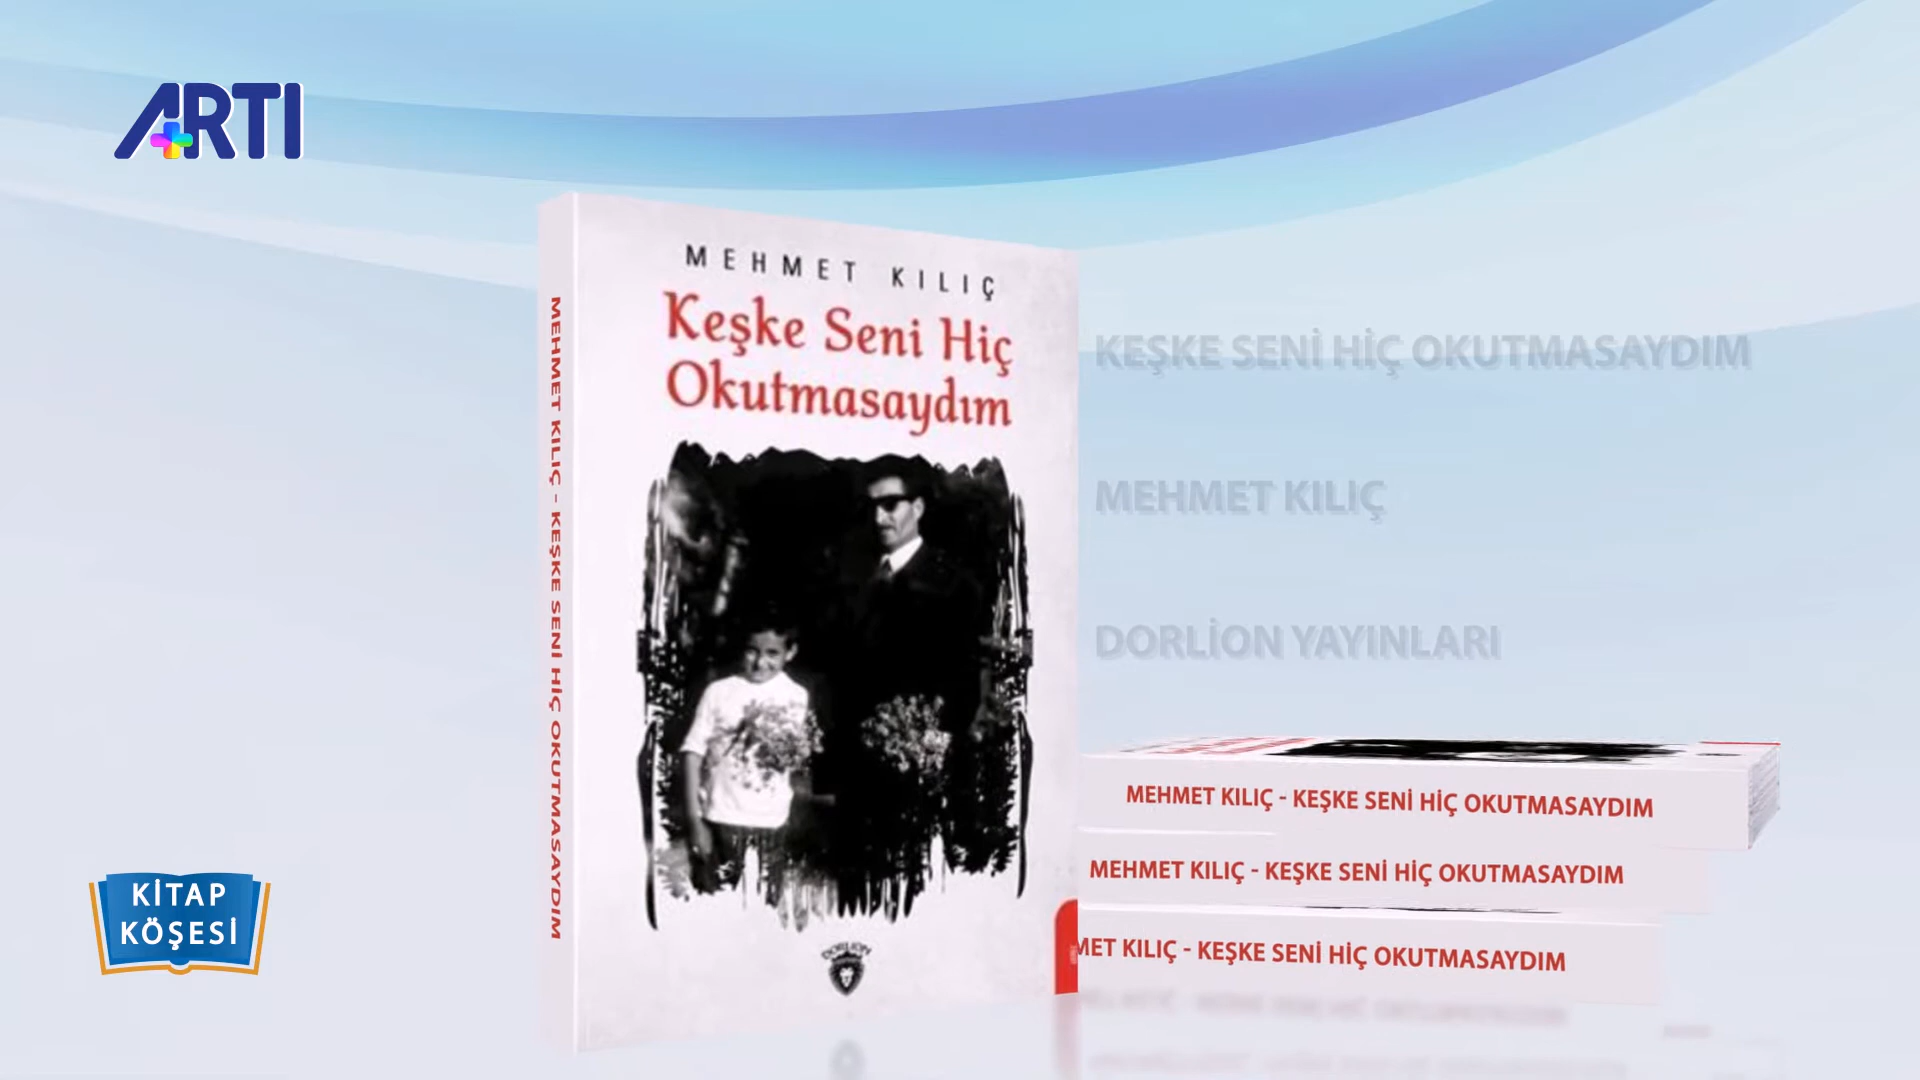 ARTI
MEHMET KILIÇ
Keşke Seni Hiç
Okutmasaydım
DORLION
MEHMET KILIÇ - KEŞKE SENİ HİÇ OKUTMASAYDIM
KEŞKE SENİ HİÇ OKUTMASAYDIM
MEHMET KILIÇ
DORLİON YAYINLARI
MEHMET KILIÇ - KEŞKE SENİ HİÇ OKUTMASAYDIM
MEHMET KILIÇ - KEŞKE SENİ HİÇ OKUTMASAYDIM
MET KILIÇ - KEŞKE SENİ HİÇ OKUTMASAYDIM
KİTAP
KÖŞESİ